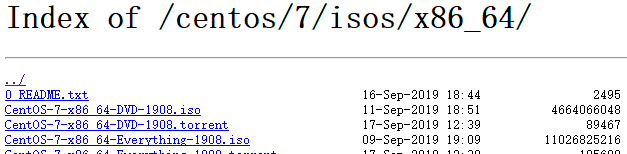 Index of /centos/7/isos/x86_64/
../
0_README.txt 16-Sep-2019 18:44 2495
CentOS-7-x86_64-DVD-1908.iso 11-Sep-2019 18:51 4664066048
CentOS-7-x86_64-DVD-1908.torrent 17-Sep-2019 12:39 89467
CentOS-7-x86_64-Everything-1908.iso 09-Sep-2019 19:09 11026825216